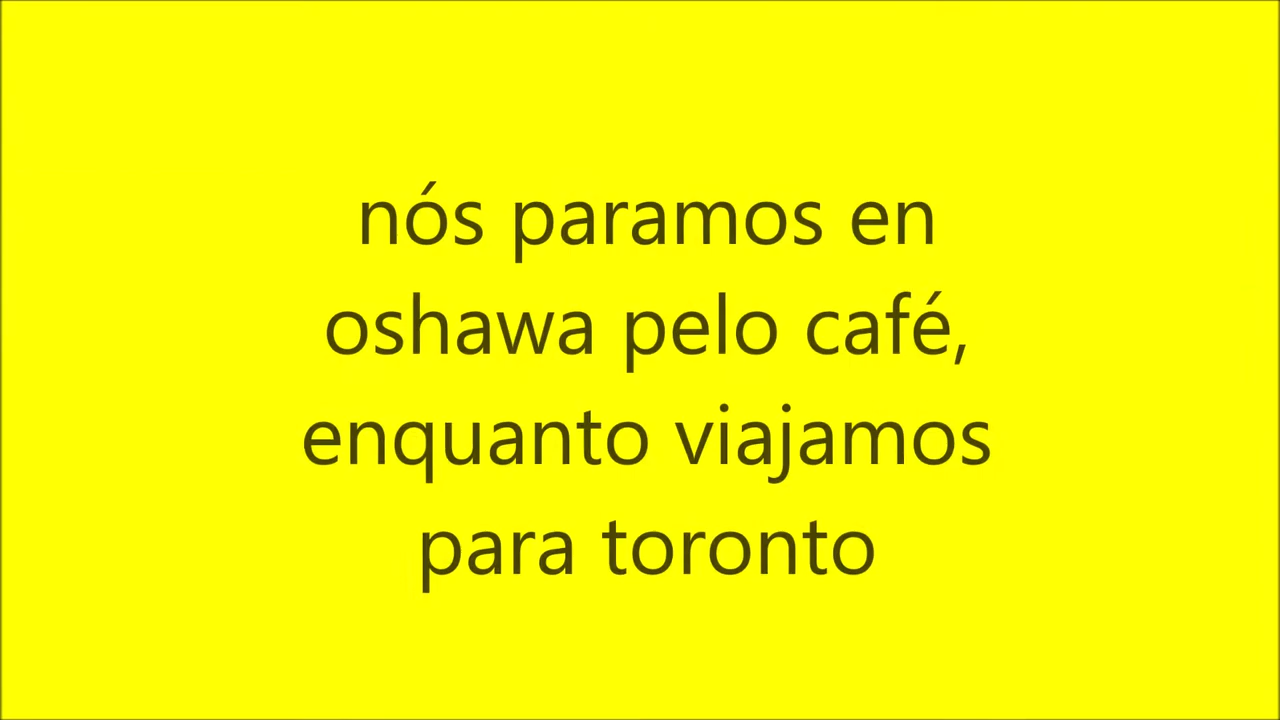 nós paramos en
oshawa pelo café,
enquanto viajamos
para toronto